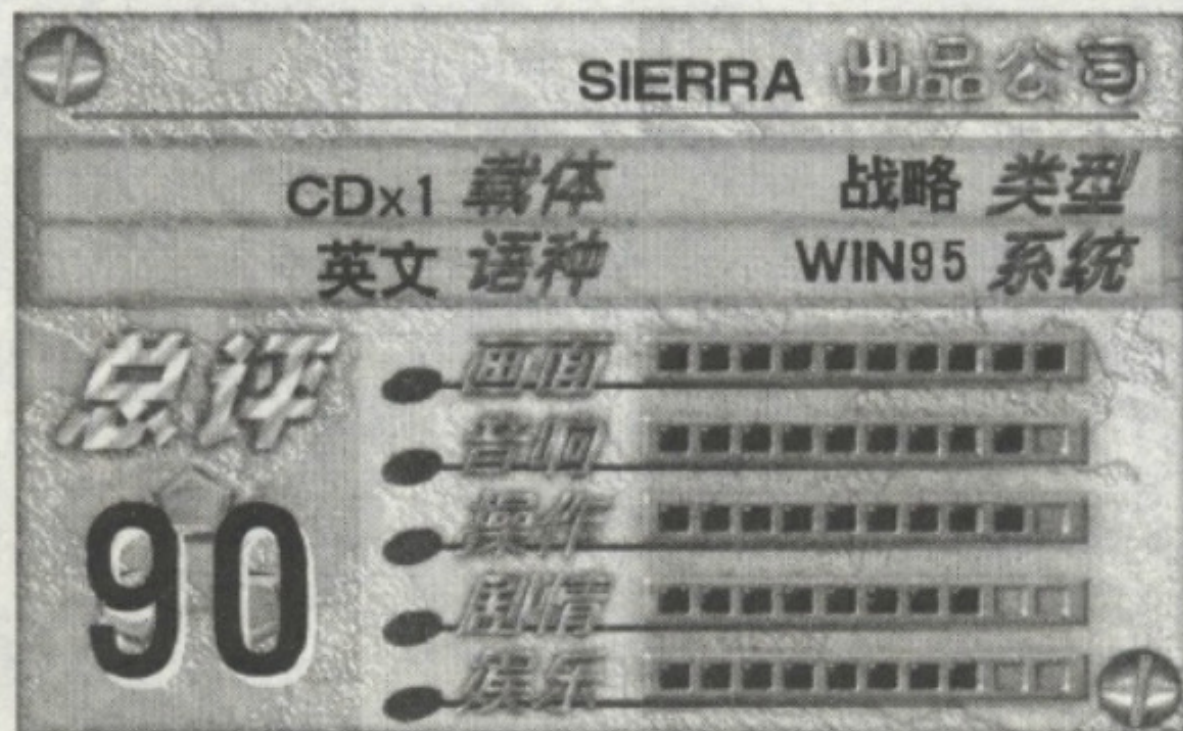 SIERRA 出品公司
CDx1 载体 战略 类型
英文 语种 WIN95 系统
总评
90
画面
音响
操作
剧情
娱乐